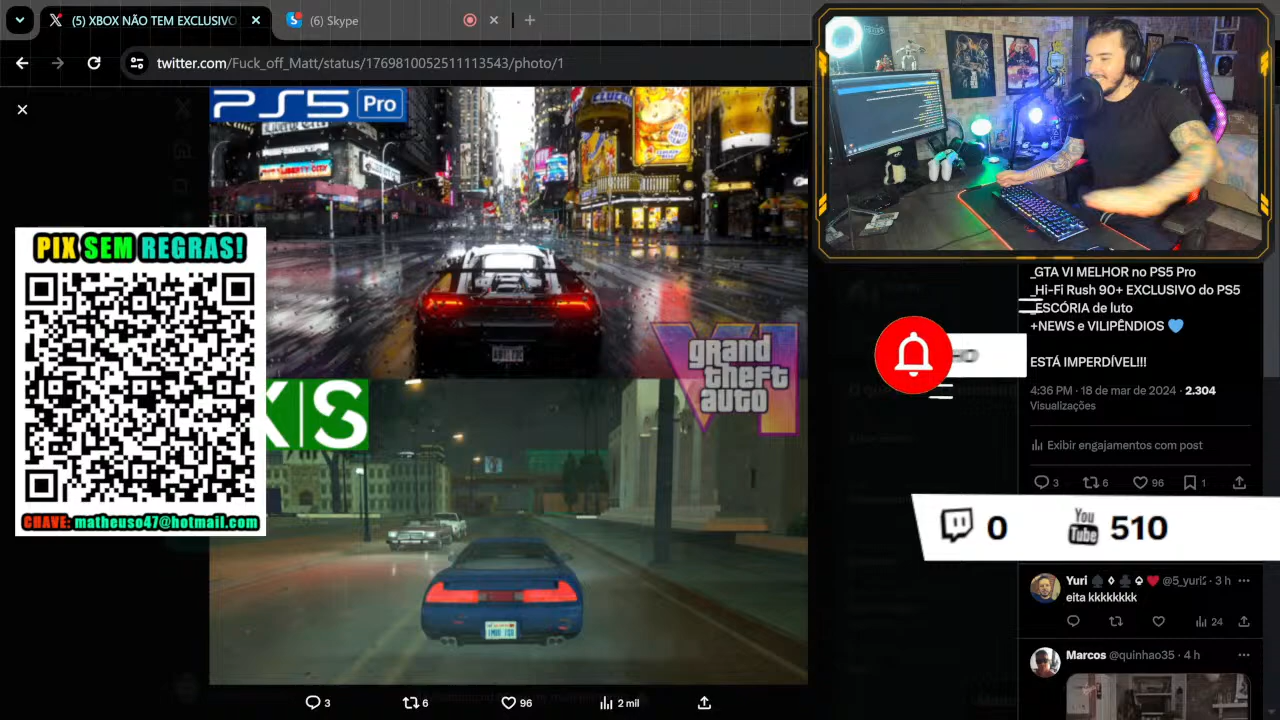 (5) XBOX NÃO TEM EXCLUSIVO
(6) Skype
twitter.com/Fuck_off_Matt/status/1769810052511113543/photo/1
PS5 Pro
PIX SEM REGRAS!
CHAVE: matheuso47@hotmail.com
X|S
grand
theft
auto
VI
_GTA VI MELHOR no PS5 Pro
_Hi-Fi Rush 90+ EXCLUSIVO do PS5
_ESCÓRIA de luto
+NEWS e VILIPÊNDIOS 💙
ESTÁ IMPERDÍVEL!!!
4:36 PM · 18 de mar de 2024 · 2.304
Visualizações
Exibir engajamentos com post
3 6 96 1
0 You Tube 510
Yuri ♠️ ♦ ♣️ ♠ ❤️ · 3 h ···
eita kkkkkkkk
24
Marcos @quinhao35 · 4 h ···
3 6 96 2 mil